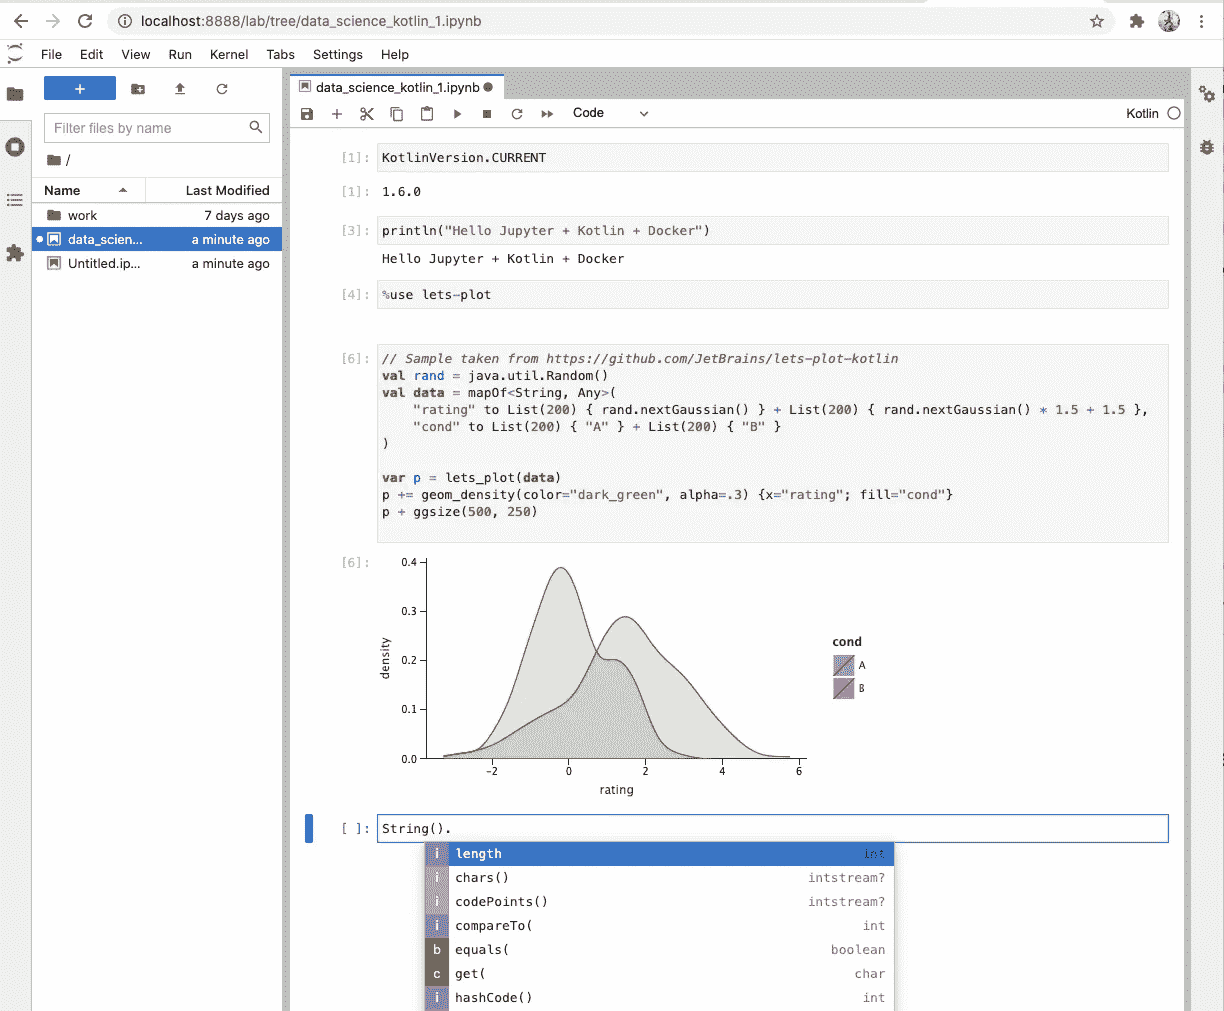 localhost:8888/lab/tree/data_science_kotlin_1.ipynb
File Edit View Run Kernel Tabs Settings Help
+
Filter files by name
/
Name Last Modified
work 7 days ago
data_scien... a minute ago
Untitled.ip... a minute ago
data_science_kotlin_1.ipynb
Code
Kotlin
[1]: KotlinVersion.CURRENT
[1]: 1.6.0
[3]: println("Hello Jupyter + Kotlin + Docker")
Hello Jupyter + Kotlin + Docker
[4]: %use lets-plot
[6]: // Sample taken from https://github.com/JetBrains/lets-plot-kotlin
val rand = java.util.Random()
val data = mapOf<String, Any>(
    "rating" to List(200) { rand.nextGaussian() } + List(200) { rand.nextGaussian() * 1.5 + 1.5 },
    "cond" to List(200) { "A" } + List(200) { "B" }
)
var p = lets_plot(data)
p += geom_density(color="dark_green", alpha=.3) {x="rating"; fill="cond"}
p + ggsize(500, 250)
[6]:
0.4
0.3
0.2
0.1
0.0
density
-2 0 2 4 6
rating
cond
A
B
[ ]: String().
i length int
i chars() intstream?
i codePoints() intstream?
i compareTo( int
b equals( boolean
c get( char
i hashCode() int